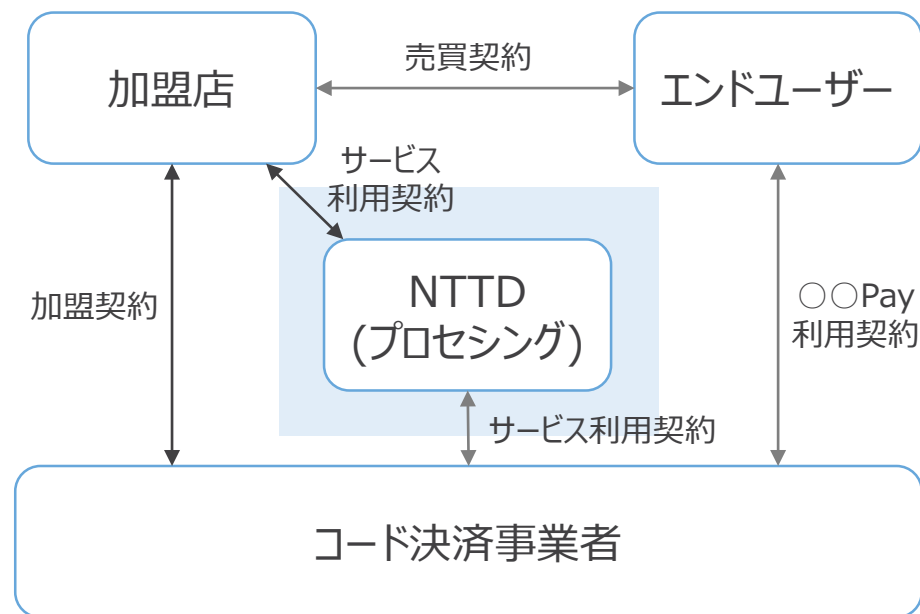 加盟店
売買契約
エンドユーザー
サービス
利用契約
NTTD
(プロセシング)
加盟契約
○○Pay
利用契約
サービス利用契約
コード決済事業者